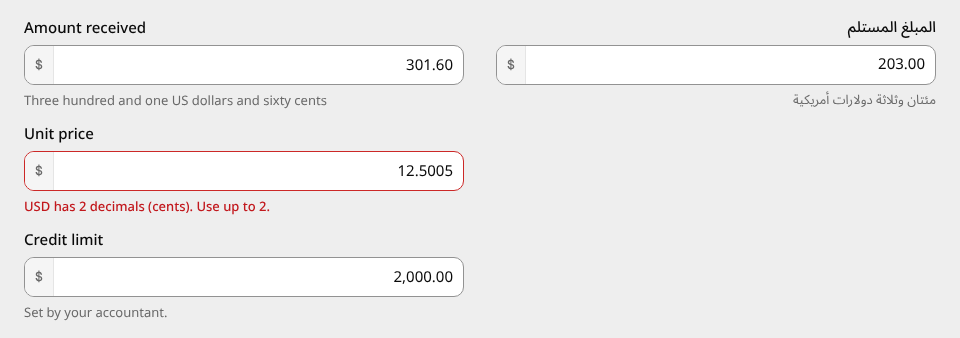 Amount received
$ 301.60
Three hundred and one US dollars and sixty cents
المبلغ المستلم
$ 203.00
مئتان وثلاثة دولارات أمريكية
Unit price
$ 12.5005
USD has 2 decimals (cents). Use up to 2.
Credit limit
$ 2,000.00
Set by your accountant.